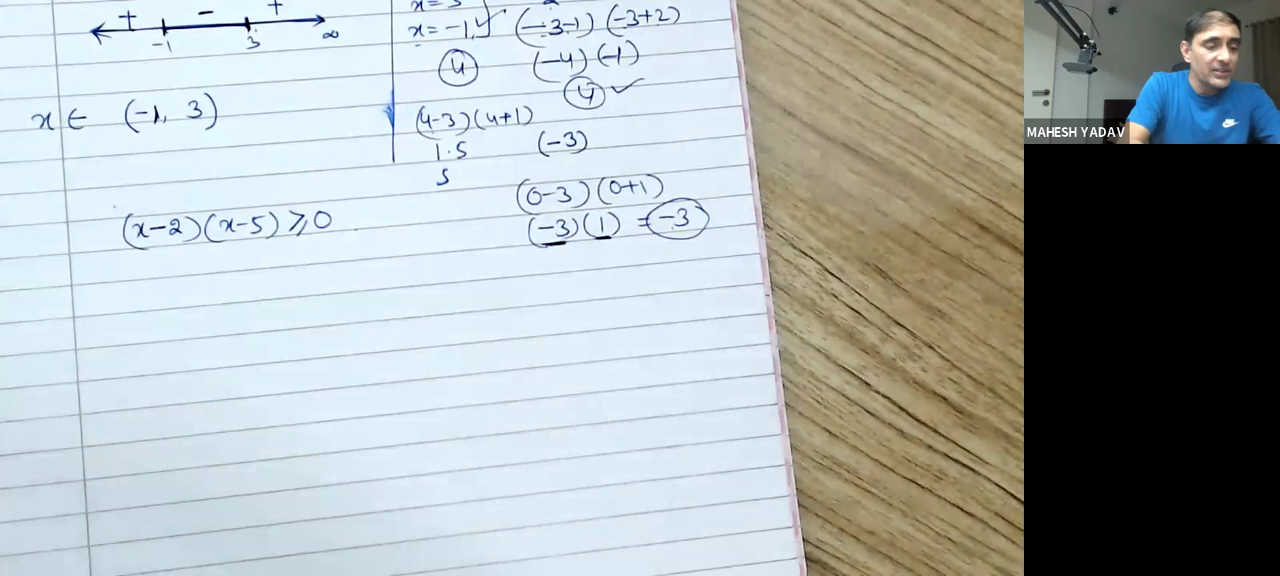 + - +
-1 3 ∞
x ∈ (-1, 3)
(x-2)(x-5) ≥ 0
x = -1, ✓
4
(4-3)(4+1)
1.5
5
(-3-1)(-3+2)
(-4)(-1)
4 ✓
(-3)
(0-3)(0+1)
(-3)(1) = -3
MAHESH YADAV